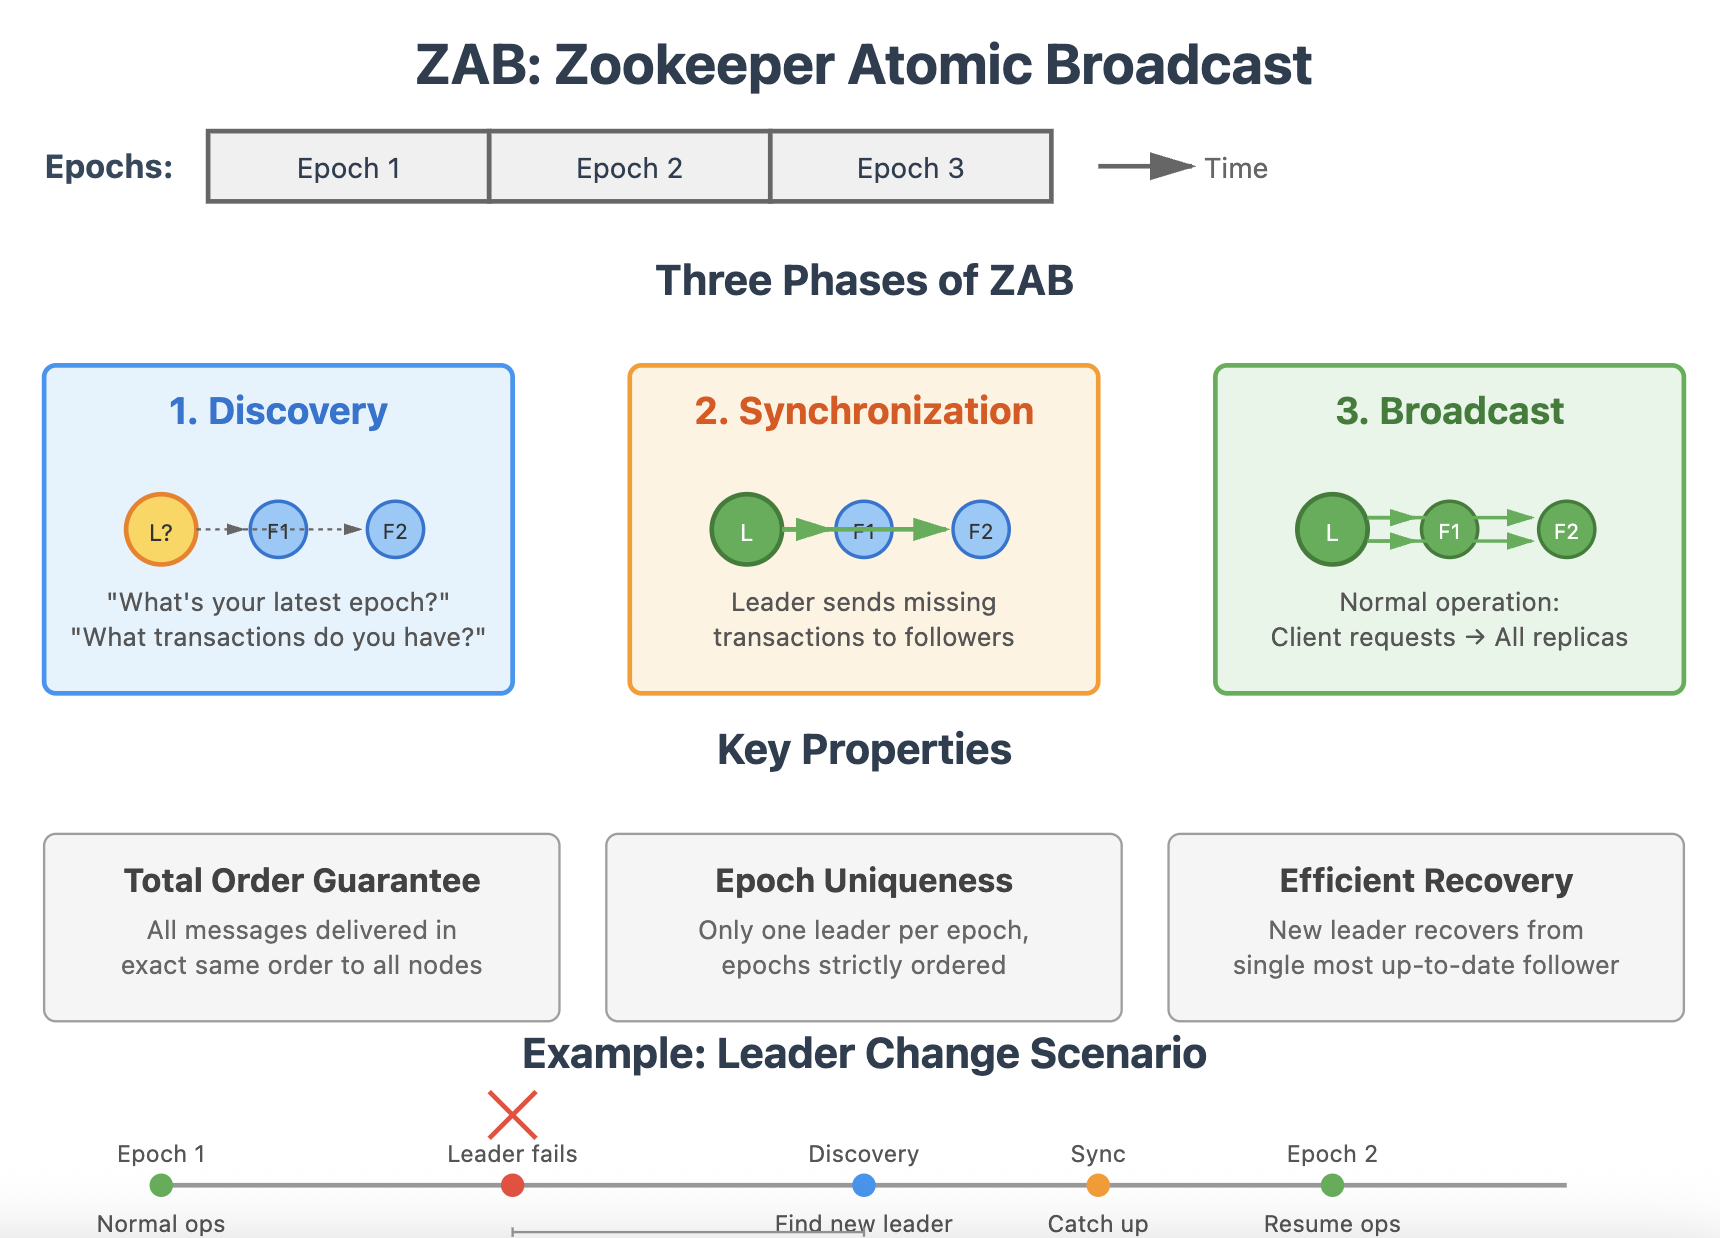 ZAB: Zookeeper Atomic Broadcast
Epochs:
Epoch 1
Epoch 2
Epoch 3
Time
Three Phases of ZAB
1. Discovery
L?
F1
F2
"What's your latest epoch?"
"What transactions do you have?"
2. Synchronization
L
F1
F2
Leader sends missing
transactions to followers
3. Broadcast
L
F1
F2
Normal operation:
Client requests → All replicas
Key Properties
Total Order Guarantee
All messages delivered in
exact same order to all nodes
Epoch Uniqueness
Only one leader per epoch,
epochs strictly ordered
Efficient Recovery
New leader recovers from
single most up-to-date follower
Example: Leader Change Scenario
Epoch 1
Leader fails
Discovery
Sync
Epoch 2
Normal ops
Find new leader
Catch up
Resume ops